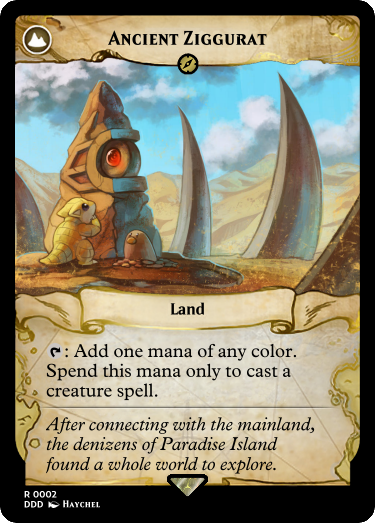 Ancient Ziggurat
Land
: Add one mana of any color.
Spend this mana only to cast a
creature spell.
After connecting with the mainland,
the denizens of Paradise Island
found a whole world to explore.
R 0002
DDD Haychel